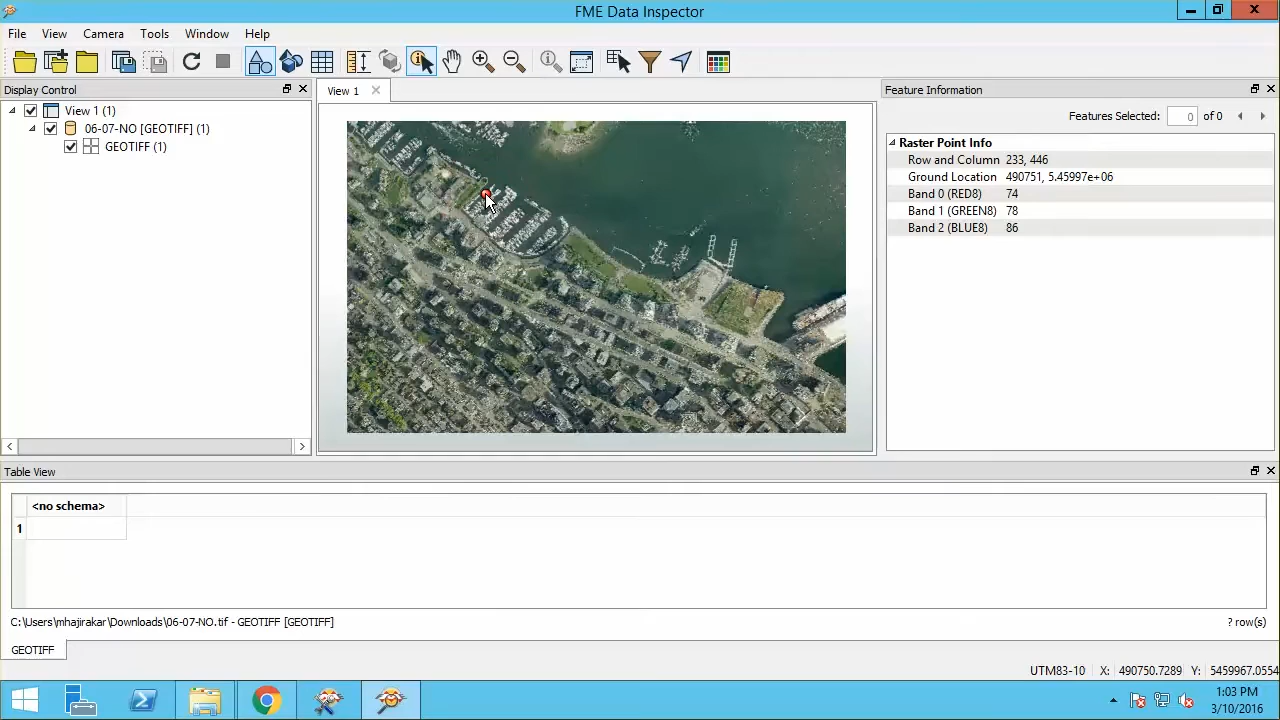 FME Data Inspector
File View Camera Tools Window Help
Display Control
View 1 (1)
06-07-NO [GEOTIFF] (1)
GEOTIFF (1)
View 1
Feature Information
Features Selected: 0 of 0
Raster Point Info
Row and Column 233, 446
Ground Location 490751, 5.45997e+06
Band 0 (RED8) 74
Band 1 (GREEN8) 78
Band 2 (BLUE8) 86
Table View
<no schema>
1
C:\Users\mhajirakar\Downloads\06-07-NO.tif - GEOTIFF [GEOTIFF]
? row(s)
GEOTIFF
UTM83-10 X: 490750.7289 Y: 5459967.0554
1:03 PM
3/10/2016